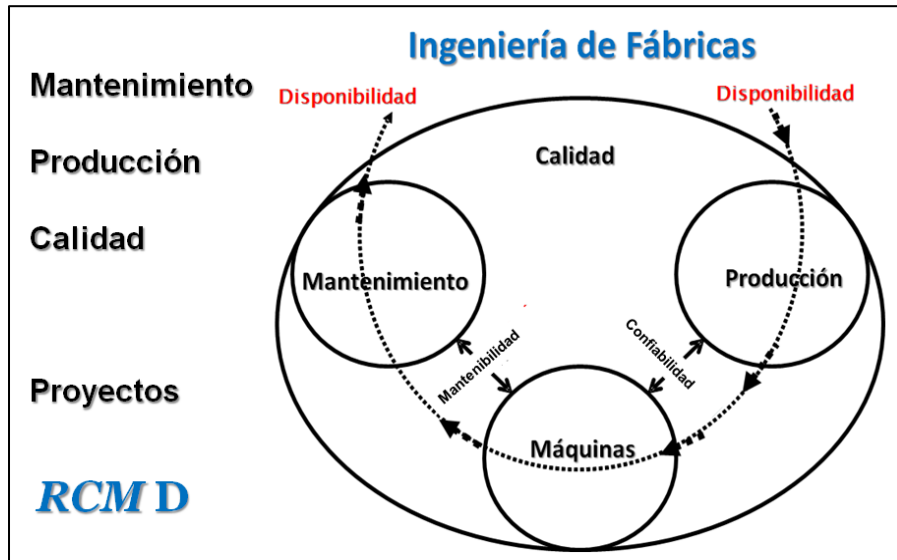 Ingeniería de Fábricas
Mantenimiento
Producción
Calidad
Proyectos
RCM D
Disponibilidad
Disponibilidad
Calidad
Mantenimiento
Producción
Mantenibilidad
Confiabilidad
Máquinas